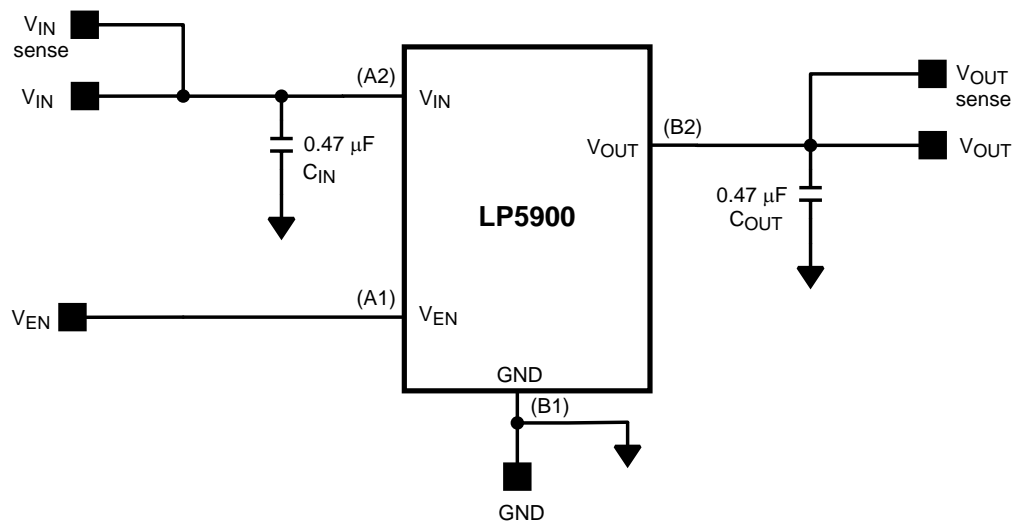 VIN
sense
VIN
(A2)
VIN
0.47 μF
CIN
(B2)
VOUT
VOUT
sense
VOUT
0.47 μF
COUT
LP5900
VEN
(A1)
VEN
GND
(B1)
GND